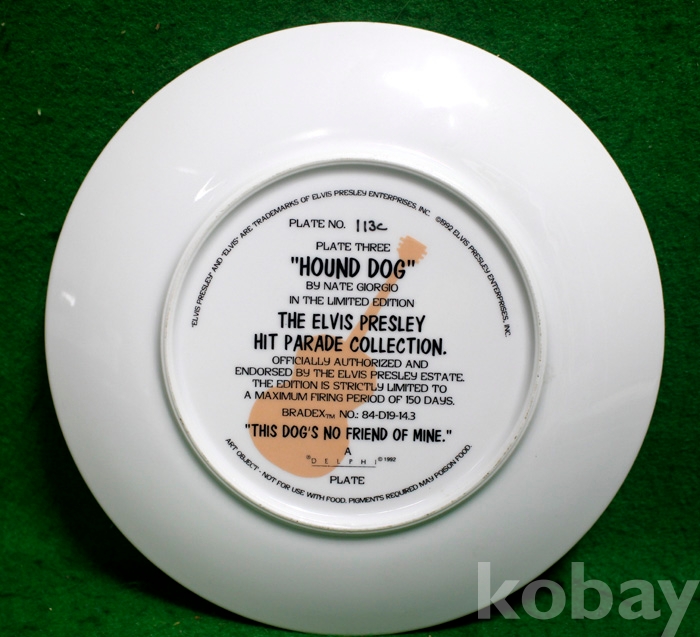 "ELVIS PRESLEY" AND "ELVIS" ARE TRADEMARKS OF ELVIS PRESLEY ENTERPRISES, INC. ©1992 ELVIS PRESLEY ENTERPRISES, INC.
PLATE NO. 113c
PLATE THREE
"HOUND DOG"
BY NATE GIORGIO
IN THE LIMITED EDITION
THE ELVIS PRESLEY
HIT PARADE COLLECTION.
OFFICIALLY AUTHORIZED AND
ENDORSED BY THE ELVIS PRESLEY ESTATE.
THE EDITION IS STRICTLY LIMITED TO
A MAXIMUM FIRING PERIOD OF 150 DAYS.
BRADEX™ NO.: 84-D19-14.3
"THIS DOG'S NO FRIEND OF MINE."
A
®DELPHI ©1992
PLATE
ART OBJECT - NOT FOR USE WITH FOOD. PIGMENTS REQUIRED MAY POISON FOOD.
kobay